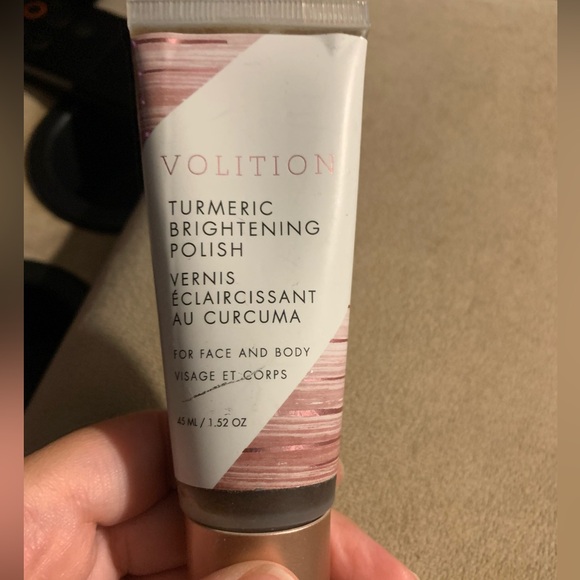 VOLITION
TURMERIC
BRIGHTENING
POLISH
VERNIS
ÉCLAIRCISSANT
AU CURCUMA
FOR FACE AND BODY
VISAGE ET CORPS
45 ML / 1.52 OZ